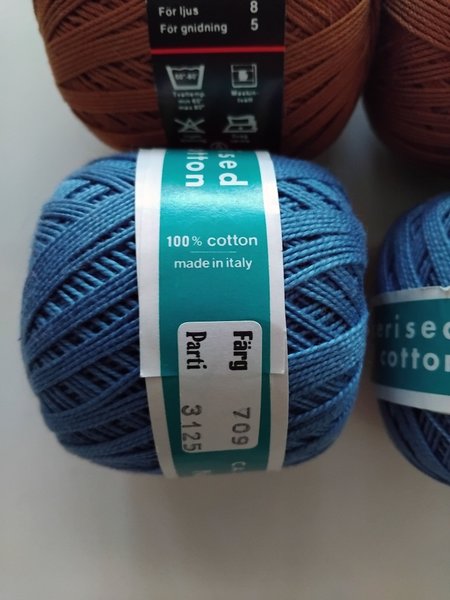 För ljus 8
För gnidning 5
sed
tton
100% cotton
made in italy
Färg 709
Parti 3125
erised
cotton